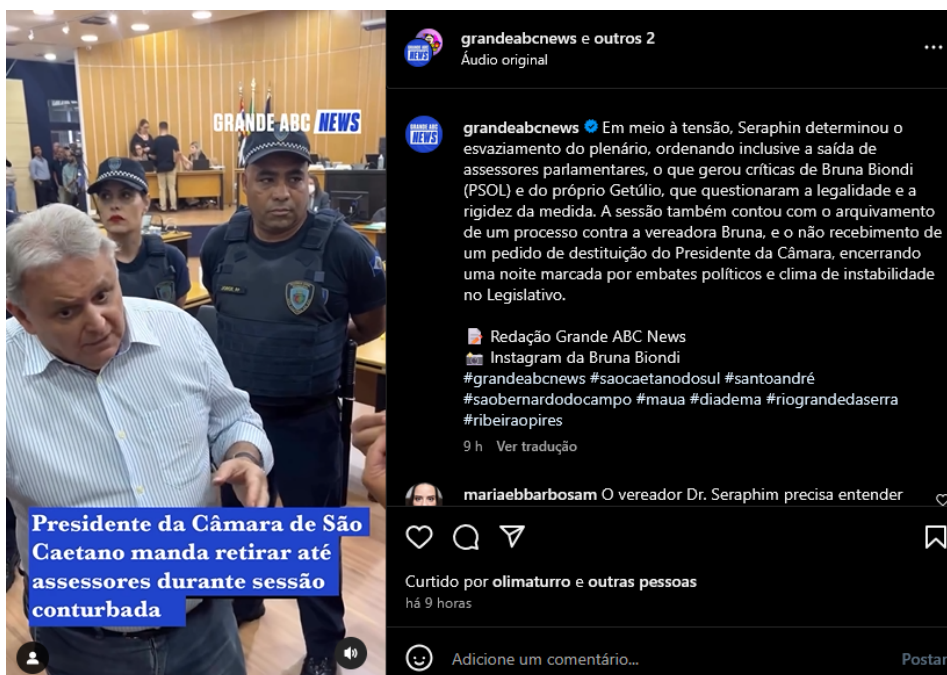 GRANDE ABC NEWS
Presidente da Câmara de São
Caetano manda retirar até
assessores durante sessão
conturbada
GRANDE ABC
NEWS
grandeabcnews e outros 2
Áudio original
GRANDE ABC
NEWS
grandeabcnews Em meio à tensão, Seraphin determinou o
esvaziamento do plenário, ordenando inclusive a saída de
assessores parlamentares, o que gerou críticas de Bruna Biondi
(PSOL) e do próprio Getúlio, que questionaram a legalidade e a
rigidez da medida. A sessão também contou com o arquivamento
de um processo contra a vereadora Bruna, e o não recebimento de
um pedido de destituição do Presidente da Câmara, encerrando
uma noite marcada por embates políticos e clima de instabilidade
no Legislativo.
Redação Grande ABC News
Instagram da Bruna Biondi
#grandeabcnews #saocaetanodosul #santoandré
#saobernardodocampo #maua #diadema #riograndedaserra
#ribeiraopires
9 h Ver tradução
mariaebbarbosam O vereador Dr. Seraphim precisa entender
Curtido por olimaturro e outras pessoas
há 9 horas
Adicione um comentário...
Postar